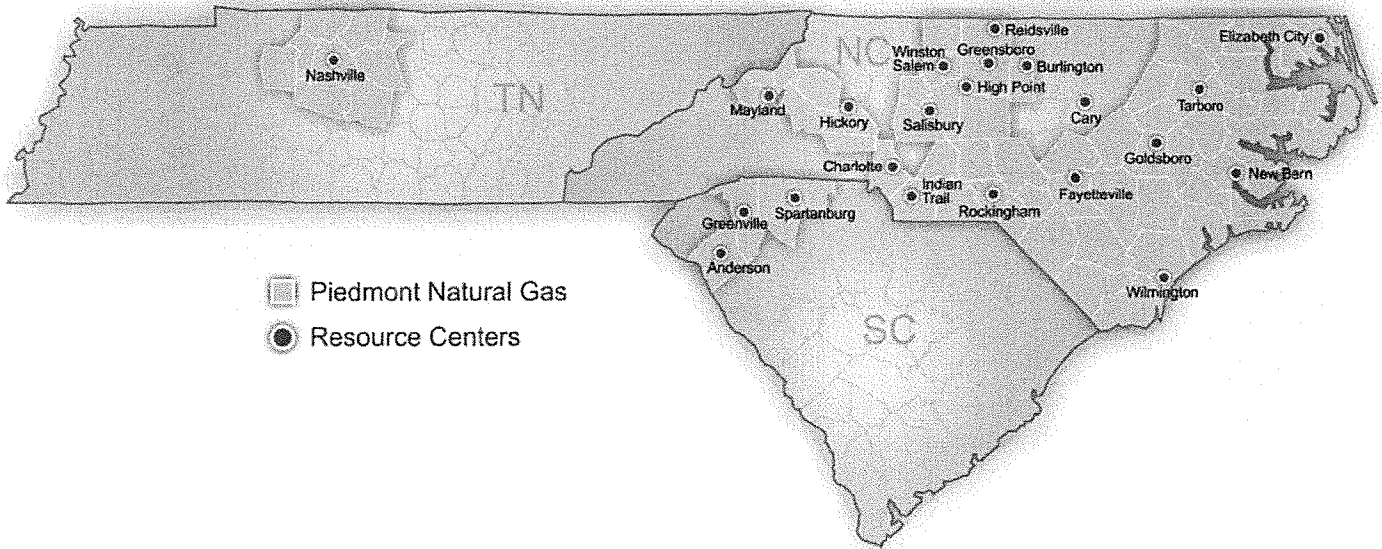 Reidsville
Elizabeth City
Winston
Salem
Greensboro
Burlington
NC
Nashville
High Point
TN
Mayland
Hickory
Salisbury
Cary
Tarboro
Charlotte
Goldsboro
New Bern
Indian
Trail
Rockingham
Fayetteville
Greenville
Spartanburg
Anderson
Wilmington
Piedmont Natural Gas
Resource Centers
SC